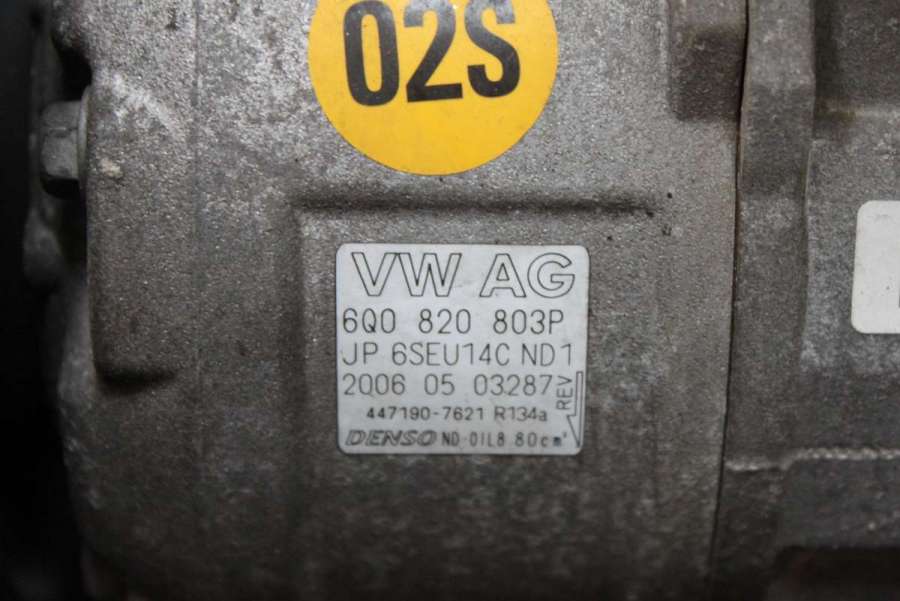 02S
VW AG
6Q0 820 803P
JP 6SEU14C ND1
2006 05 03287
REV
447190-7621 R134a
DENSO ND-OIL8 80cm³